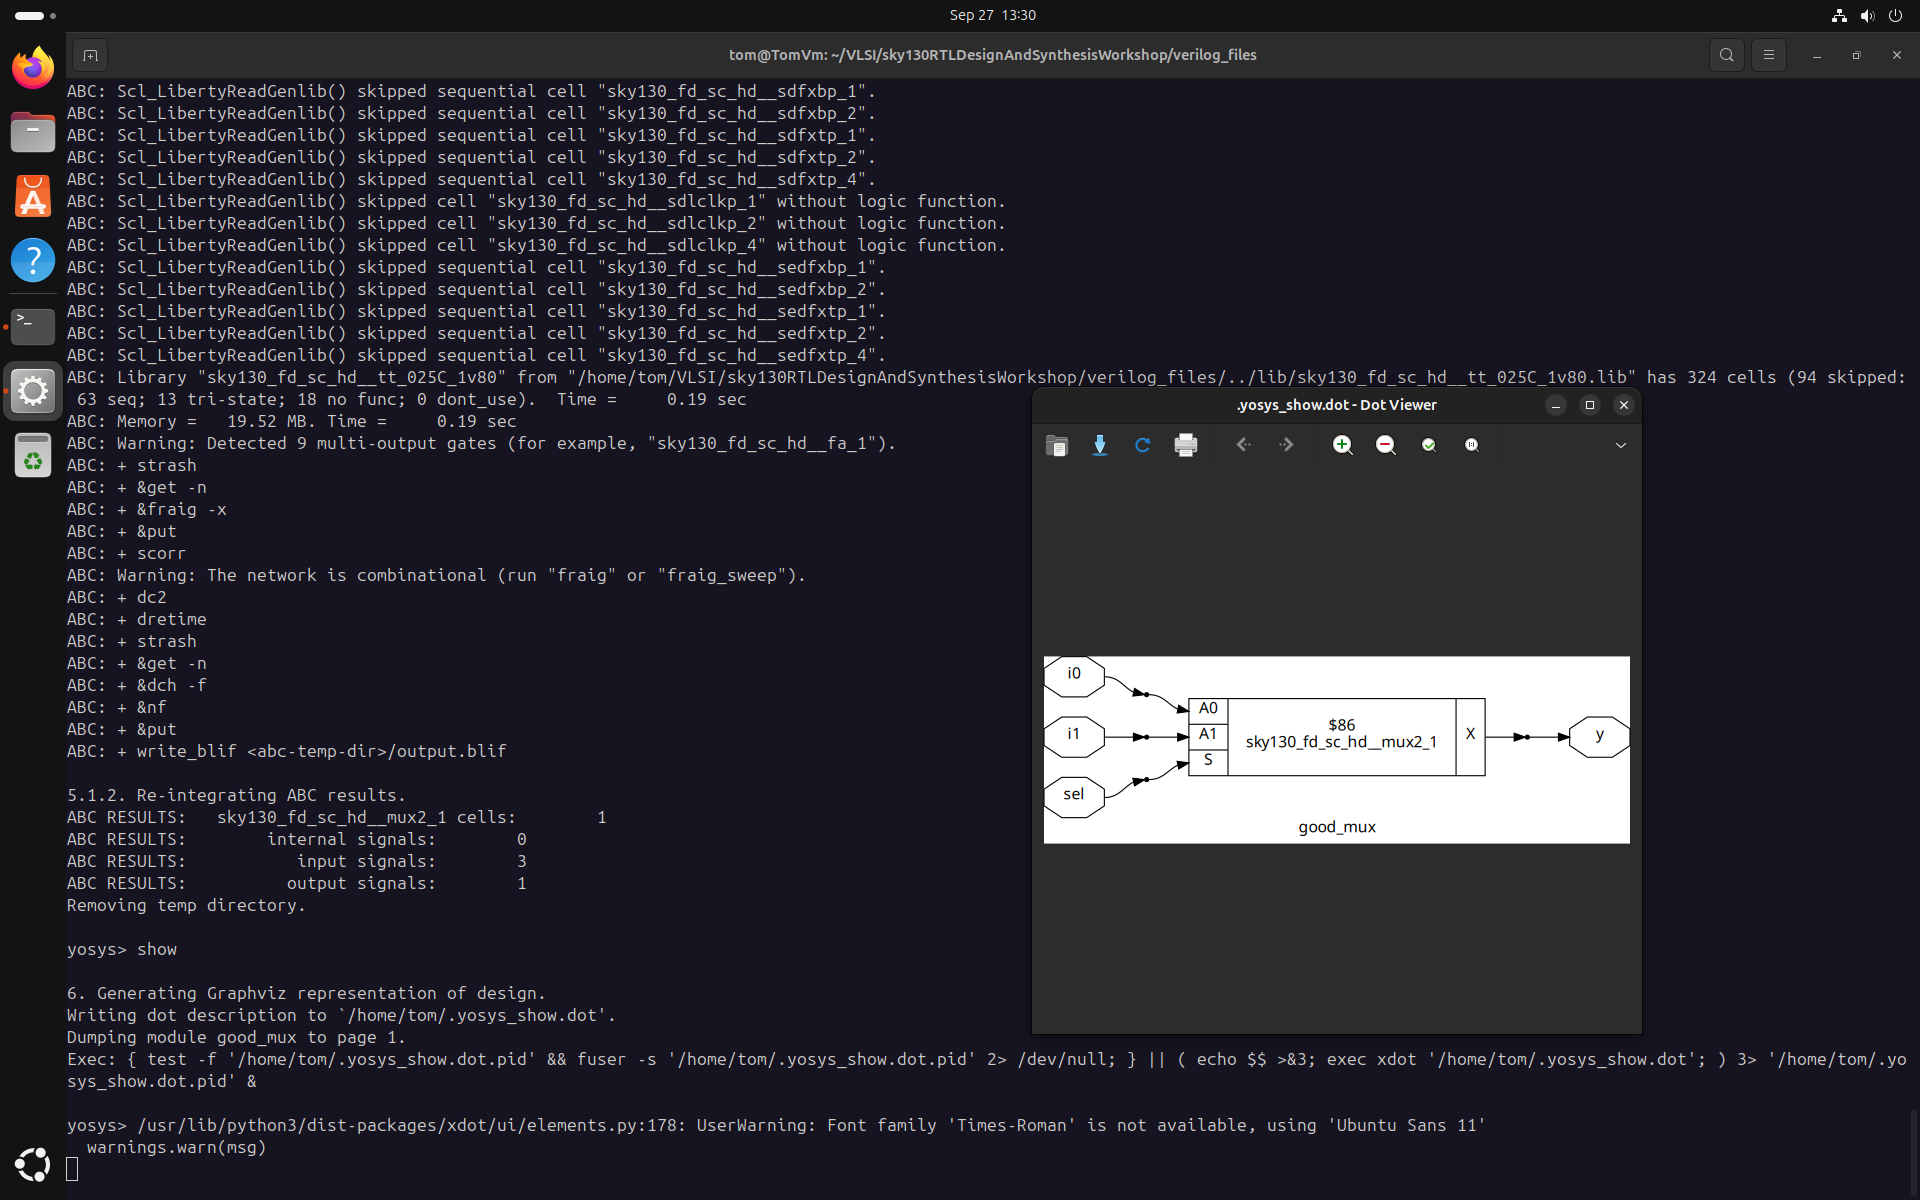 Sep 27  13:30
tom@TomVm: ~/VLSI/sky130RTLDesignAndSynthesisWorkshop/verilog_files
ABC: Scl_LibertyReadGenlib() skipped sequential cell "sky130_fd_sc_hd__sdfxbp_1".
ABC: Scl_LibertyReadGenlib() skipped sequential cell "sky130_fd_sc_hd__sdfxbp_2".
ABC: Scl_LibertyReadGenlib() skipped sequential cell "sky130_fd_sc_hd__sdfxtp_1".
ABC: Scl_LibertyReadGenlib() skipped sequential cell "sky130_fd_sc_hd__sdfxtp_2".
ABC: Scl_LibertyReadGenlib() skipped sequential cell "sky130_fd_sc_hd__sdfxtp_4".
ABC: Scl_LibertyReadGenlib() skipped cell "sky130_fd_sc_hd__sdlclkp_1" without logic function.
ABC: Scl_LibertyReadGenlib() skipped cell "sky130_fd_sc_hd__sdlclkp_2" without logic function.
ABC: Scl_LibertyReadGenlib() skipped cell "sky130_fd_sc_hd__sdlclkp_4" without logic function.
ABC: Scl_LibertyReadGenlib() skipped sequential cell "sky130_fd_sc_hd__sedfxbp_1".
ABC: Scl_LibertyReadGenlib() skipped sequential cell "sky130_fd_sc_hd__sedfxbp_2".
ABC: Scl_LibertyReadGenlib() skipped sequential cell "sky130_fd_sc_hd__sedfxtp_1".
ABC: Scl_LibertyReadGenlib() skipped sequential cell "sky130_fd_sc_hd__sedfxtp_2".
ABC: Scl_LibertyReadGenlib() skipped sequential cell "sky130_fd_sc_hd__sedfxtp_4".
ABC: Library "sky130_fd_sc_hd__tt_025C_1v80" from "/home/tom/VLSI/sky130RTLDesignAndSynthesisWorkshop/verilog_files/../lib/sky130_fd_sc_hd__tt_025C_1v80.lib" has 324 cells (94 skipped:
 63 seq; 13 tri-state; 18 no func; 0 dont_use).  Time =     0.19 sec
ABC: Memory =   19.52 MB. Time =     0.19 sec
ABC: Warning: Detected 9 multi-output gates (for example, "sky130_fd_sc_hd__fa_1").
ABC: + strash
ABC: + &get -n
ABC: + &fraig -x
ABC: + &put
ABC: + scorr
ABC: Warning: The network is combinational (run "fraig" or "fraig_sweep").
ABC: + dc2
ABC: + dretime
ABC: + strash
ABC: + &get -n
ABC: + &dch -f
ABC: + &nf
ABC: + &put
ABC: + write_blif <abc-temp-dir>/output.blif
5.1.2. Re-integrating ABC results.
ABC RESULTS:   sky130_fd_sc_hd__mux2_1 cells:        1
ABC RESULTS:        internal signals:        0
ABC RESULTS:           input signals:        3
ABC RESULTS:          output signals:        1
Removing temp directory.
yosys> show
6. Generating Graphviz representation of design.
Writing dot description to `/home/tom/.yosys_show.dot'.
Dumping module good_mux to page 1.
Exec: { test -f '/home/tom/.yosys_show.dot.pid' && fuser -s '/home/tom/.yosys_show.dot.pid' 2> /dev/null; } || ( echo $$ >&3; exec xdot '/home/tom/.yosys_show.dot'; ) 3> '/home/tom/.yo
sys_show.dot.pid' &
yosys> /usr/lib/python3/dist-packages/xdot/ui/elements.py:178: UserWarning: Font family 'Times-Roman' is not available, using 'Ubuntu Sans 11'
  warnings.warn(msg)
.yosys_show.dot - Dot Viewer
i0
i1
sel
A0
A1
S
$86
sky130_fd_sc_hd__mux2_1
X
y
good_mux